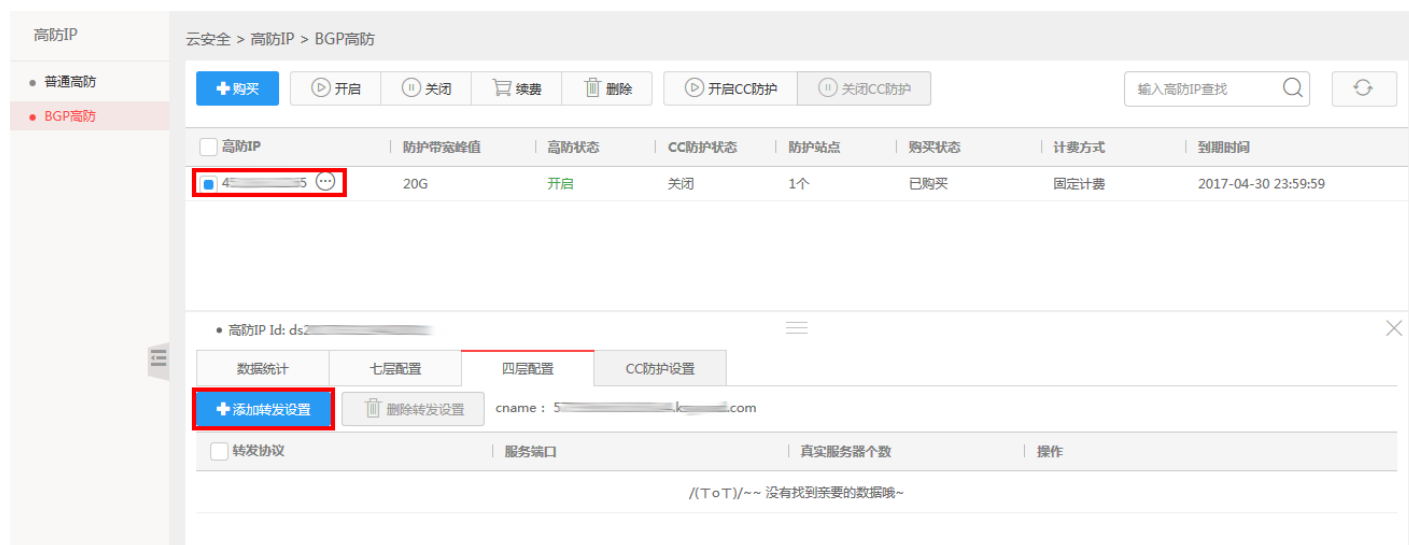 高防IP
普通高防
BGP高防
云安全 > 高防IP > BGP高防
购买 开启 关闭 续费 删除 开启CC防护 关闭CC防护 输入高防IP查找
高防IP 防护带宽峰值 高防状态 CC防护状态 防护站点 购买状态 计费方式 到期时间
20G 开启 关闭 1个 已购买 固定计费 2017-04-30 23:59:59
高防IP Id: ds2
数据统计 七层配置 四层配置 CC防护设置
添加转发设置 删除转发设置 cname : 5 .com
转发协议 服务端口 真实服务器个数 操作
/(ToT)/~~ 没有找到亲要的数据哦~